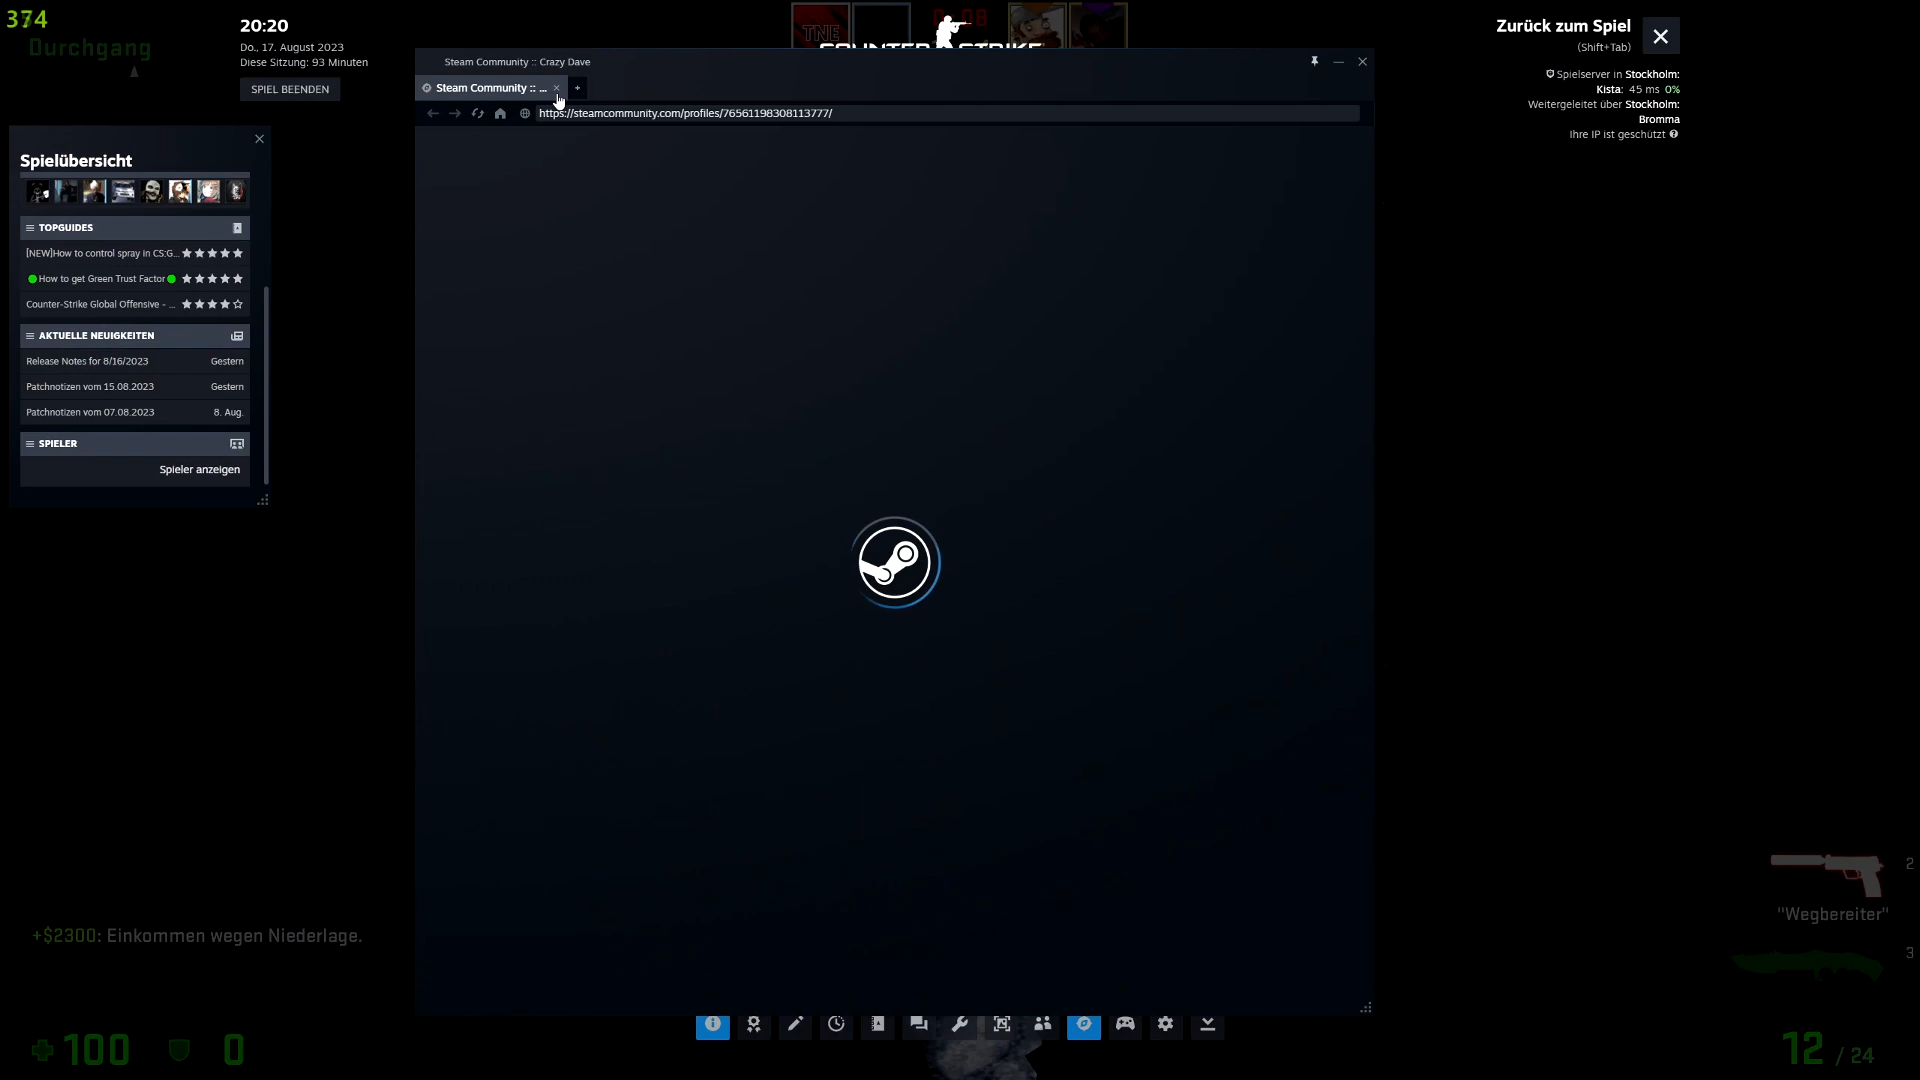 374
Durchgang
20:20
Do., 17. August 2023
Diese Sitzung: 93 Minuten
SPIEL BEENDEN
TNE
COUNTER STRIKE
Zurück zum Spiel
(Shift+Tab)
Spielserver in Stockholm:
Kista: 45 ms 0%
Weitergeleitet über Stockholm:
Bromma
Ihre IP ist geschützt
Steam Community :: Crazy Dave
Steam Community :: ...
https://steamcommunity.com/profiles/76561198308113777/
Spielübersicht
TOPGUIDES
[NEW]How to control spray in CS:G...
How to get Green Trust Factor
Counter-Strike Global Offensive - ...
AKTUELLE NEUIGKEITEN
Release Notes for 8/16/2023 Gestern
Patchnotizen vom 15.08.2023 Gestern
Patchnotizen vom 07.08.2023 8. Aug.
SPIELER
Spieler anzeigen
2
"Wegbereiter"
+$2300: Einkommen wegen Niederlage.
3
100 0
12 / 24